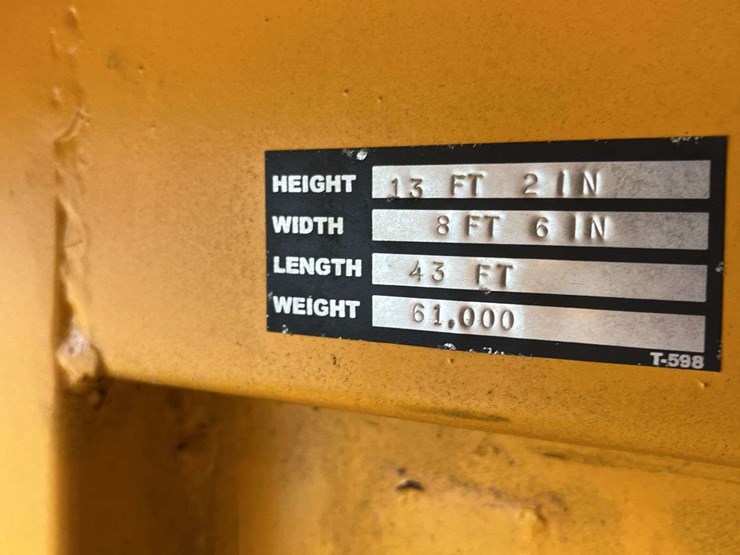 HEIGHT 13 FT 2 IN
WIDTH 8 FT 6 IN
LENGTH 43 FT
WEIGHT 61,000
T-598